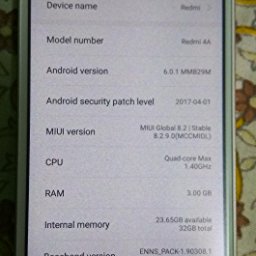 Device name Redmi >
Model number Redmi 4A
Android version 6.0.1 MMB29M
Android security patch level 2017-04-01
MIUI version MIUI Global 8.2 | Stable
8.2.9.0(MCCMIDL)
CPU Quad-core Max
1.40GHz
RAM 3.00 GB
Internal memory 23.65GB available
32GB total
Baseband version ENNS_PACK-1.90308.1